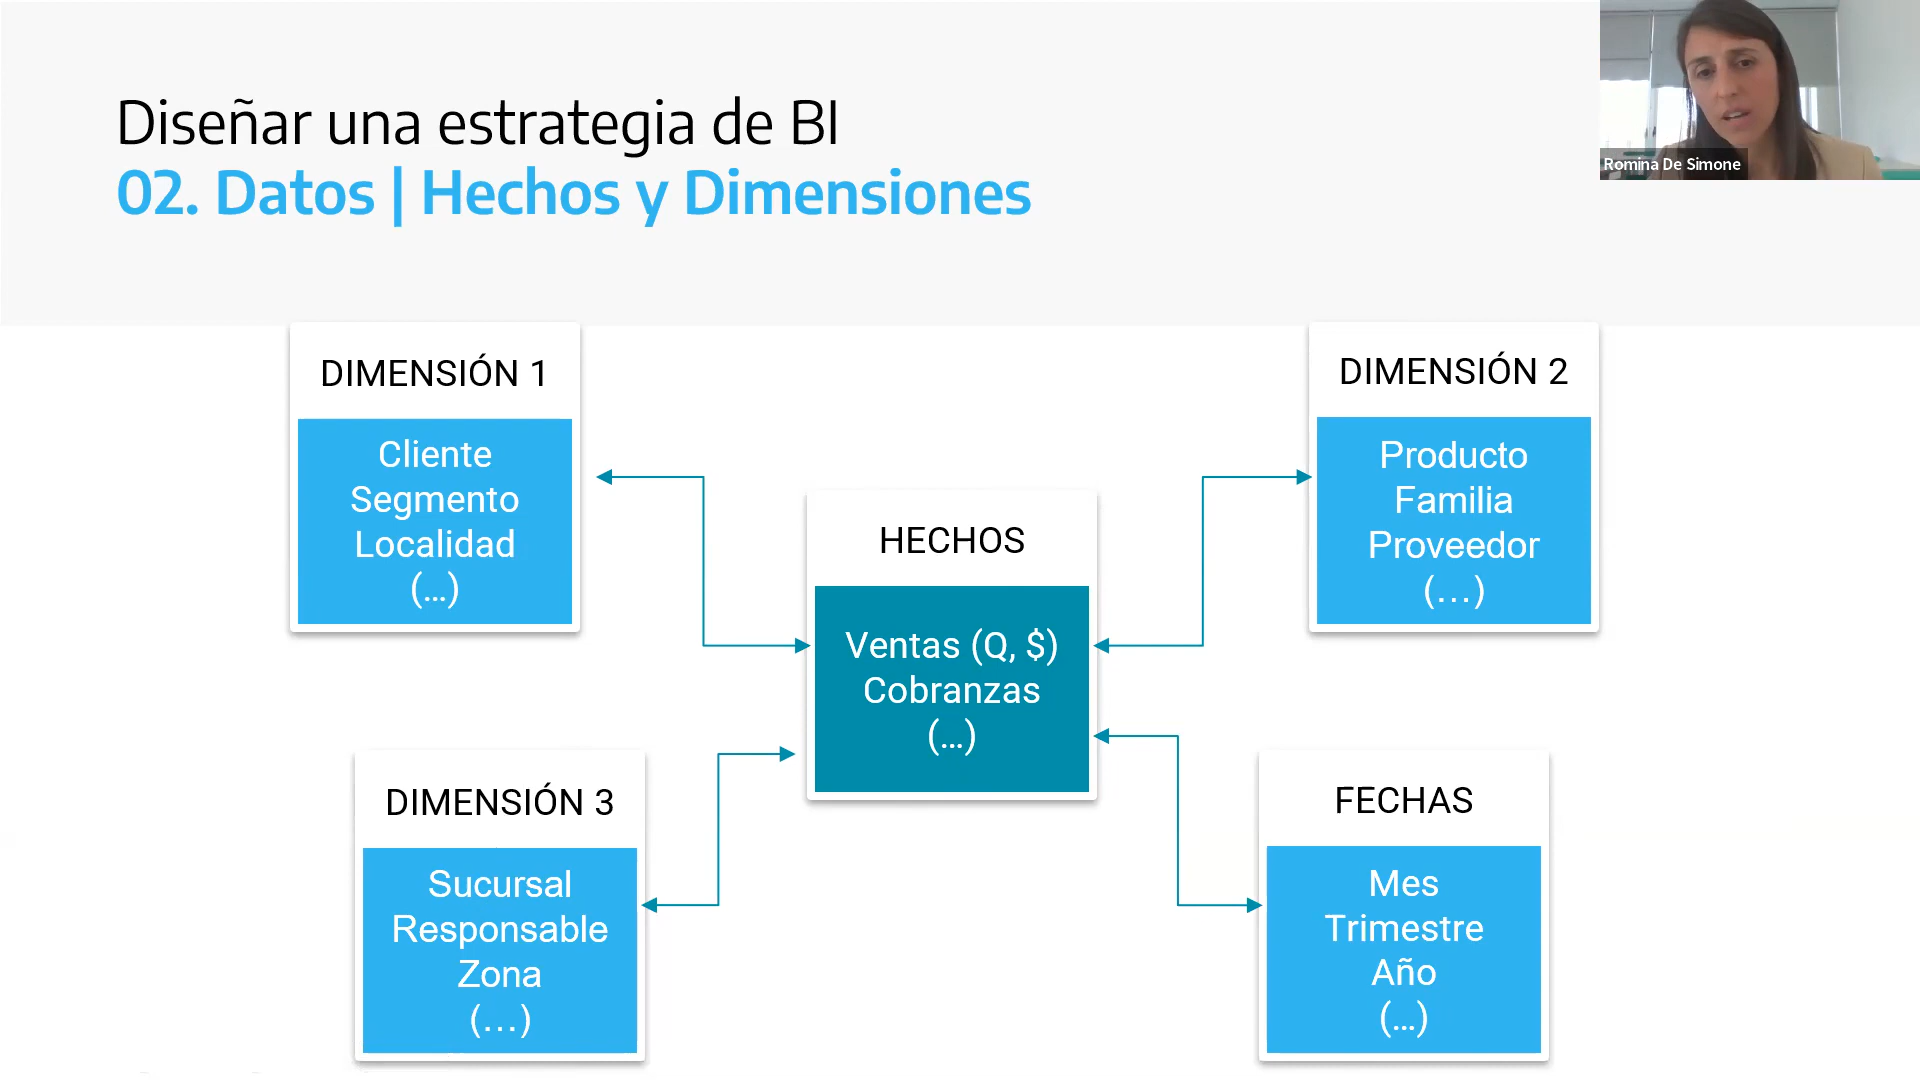 Diseñar una estrategia de BI
02. Datos | Hechos y Dimensiones
Romina De Simone
DIMENSIÓN 1
Cliente
Segmento
Localidad
(...)
DIMENSIÓN 2
Producto
Familia
Proveedor
(...)
HECHOS
Ventas (Q, $)
Cobranzas
(...)
DIMENSIÓN 3
Sucursal
Responsable
Zona
(...)
FECHAS
Mes
Trimestre
Año
(...)